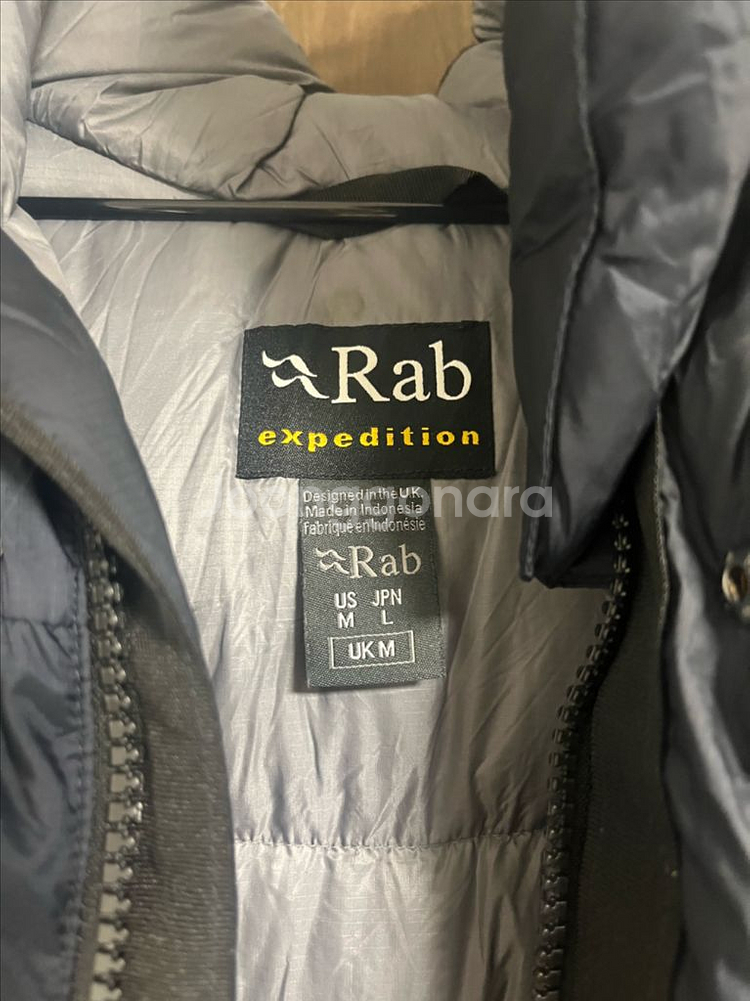 Rab
expedition
Designed in the U.K.
Made in Indonesia
Fabriqué en Indonésie
Rab
US JPN
M L
UK M